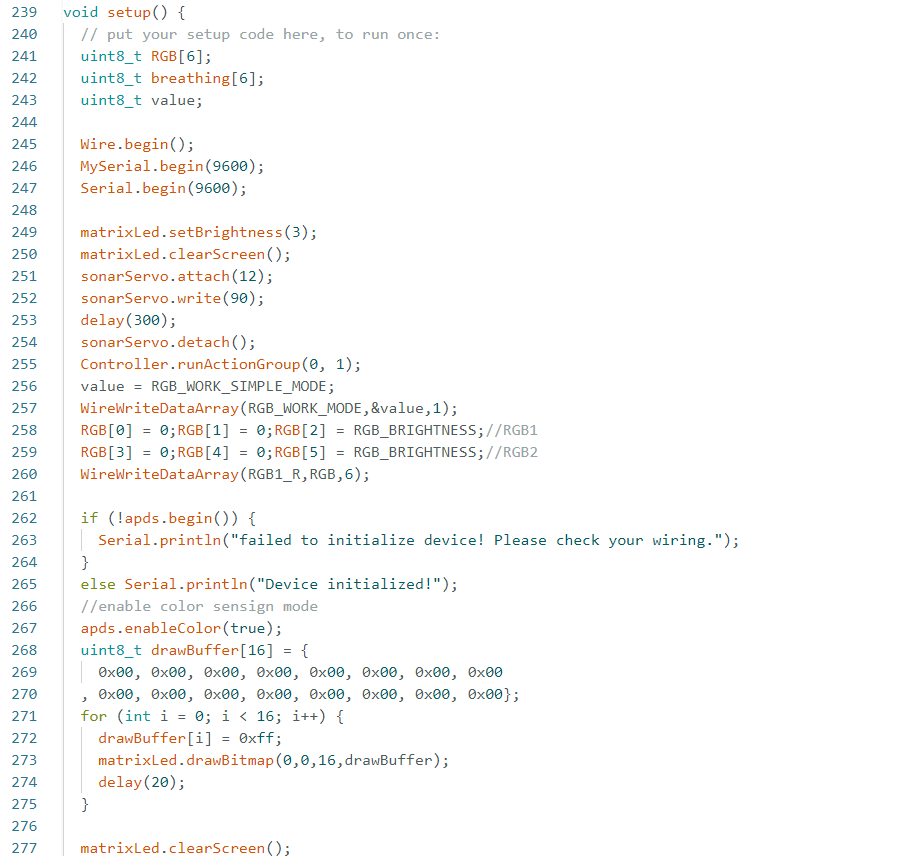 239 void setup() {
240 // put your setup code here, to run once:
241 uint8_t RGB[6];
242 uint8_t breathing[6];
243 uint8_t value;
244
245 Wire.begin();
246 MySerial.begin(9600);
247 Serial.begin(9600);
248
249 matrixLed.setBrightness(3);
250 matrixLed.clearScreen();
251 sonarServo.attach(12);
252 sonarServo.write(90);
253 delay(300);
254 sonarServo.detach();
255 Controller.runActionGroup(0, 1);
256 value = RGB_WORK_SIMPLE_MODE;
257 WireWriteDataArray(RGB_WORK_MODE,&value,1);
258 RGB[0] = 0;RGB[1] = 0;RGB[2] = RGB_BRIGHTNESS;//RGB1
259 RGB[3] = 0;RGB[4] = 0;RGB[5] = RGB_BRIGHTNESS;//RGB2
260 WireWriteDataArray(RGB1_R,RGB,6);
261
262 if (!apds.begin()) {
263 Serial.println("failed to initialize device! Please check your wiring.");
264 }
265 else Serial.println("Device initialized!");
266 //enable color sensign mode
267 apds.enableColor(true);
268 uint8_t drawBuffer[16] = {
269 0x00, 0x00, 0x00, 0x00, 0x00, 0x00, 0x00, 0x00
270 , 0x00, 0x00, 0x00, 0x00, 0x00, 0x00, 0x00, 0x00};
271 for (int i = 0; i < 16; i++) {
272 drawBuffer[i] = 0xff;
273 matrixLed.drawBitmap(0,0,16,drawBuffer);
274 delay(20);
275 }
276
277 matrixLed.clearScreen();